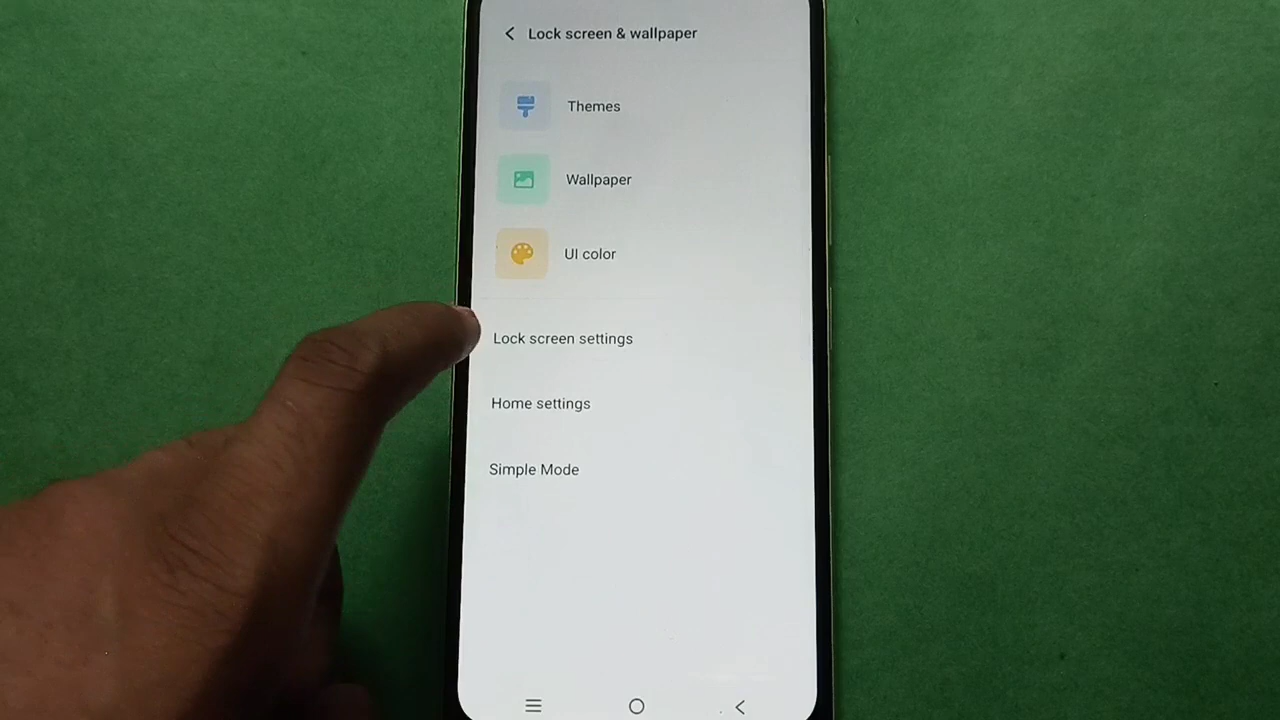 Lock screen & wallpaper
Themes
Wallpaper
UI color
Lock screen settings
Home settings
Simple Mode